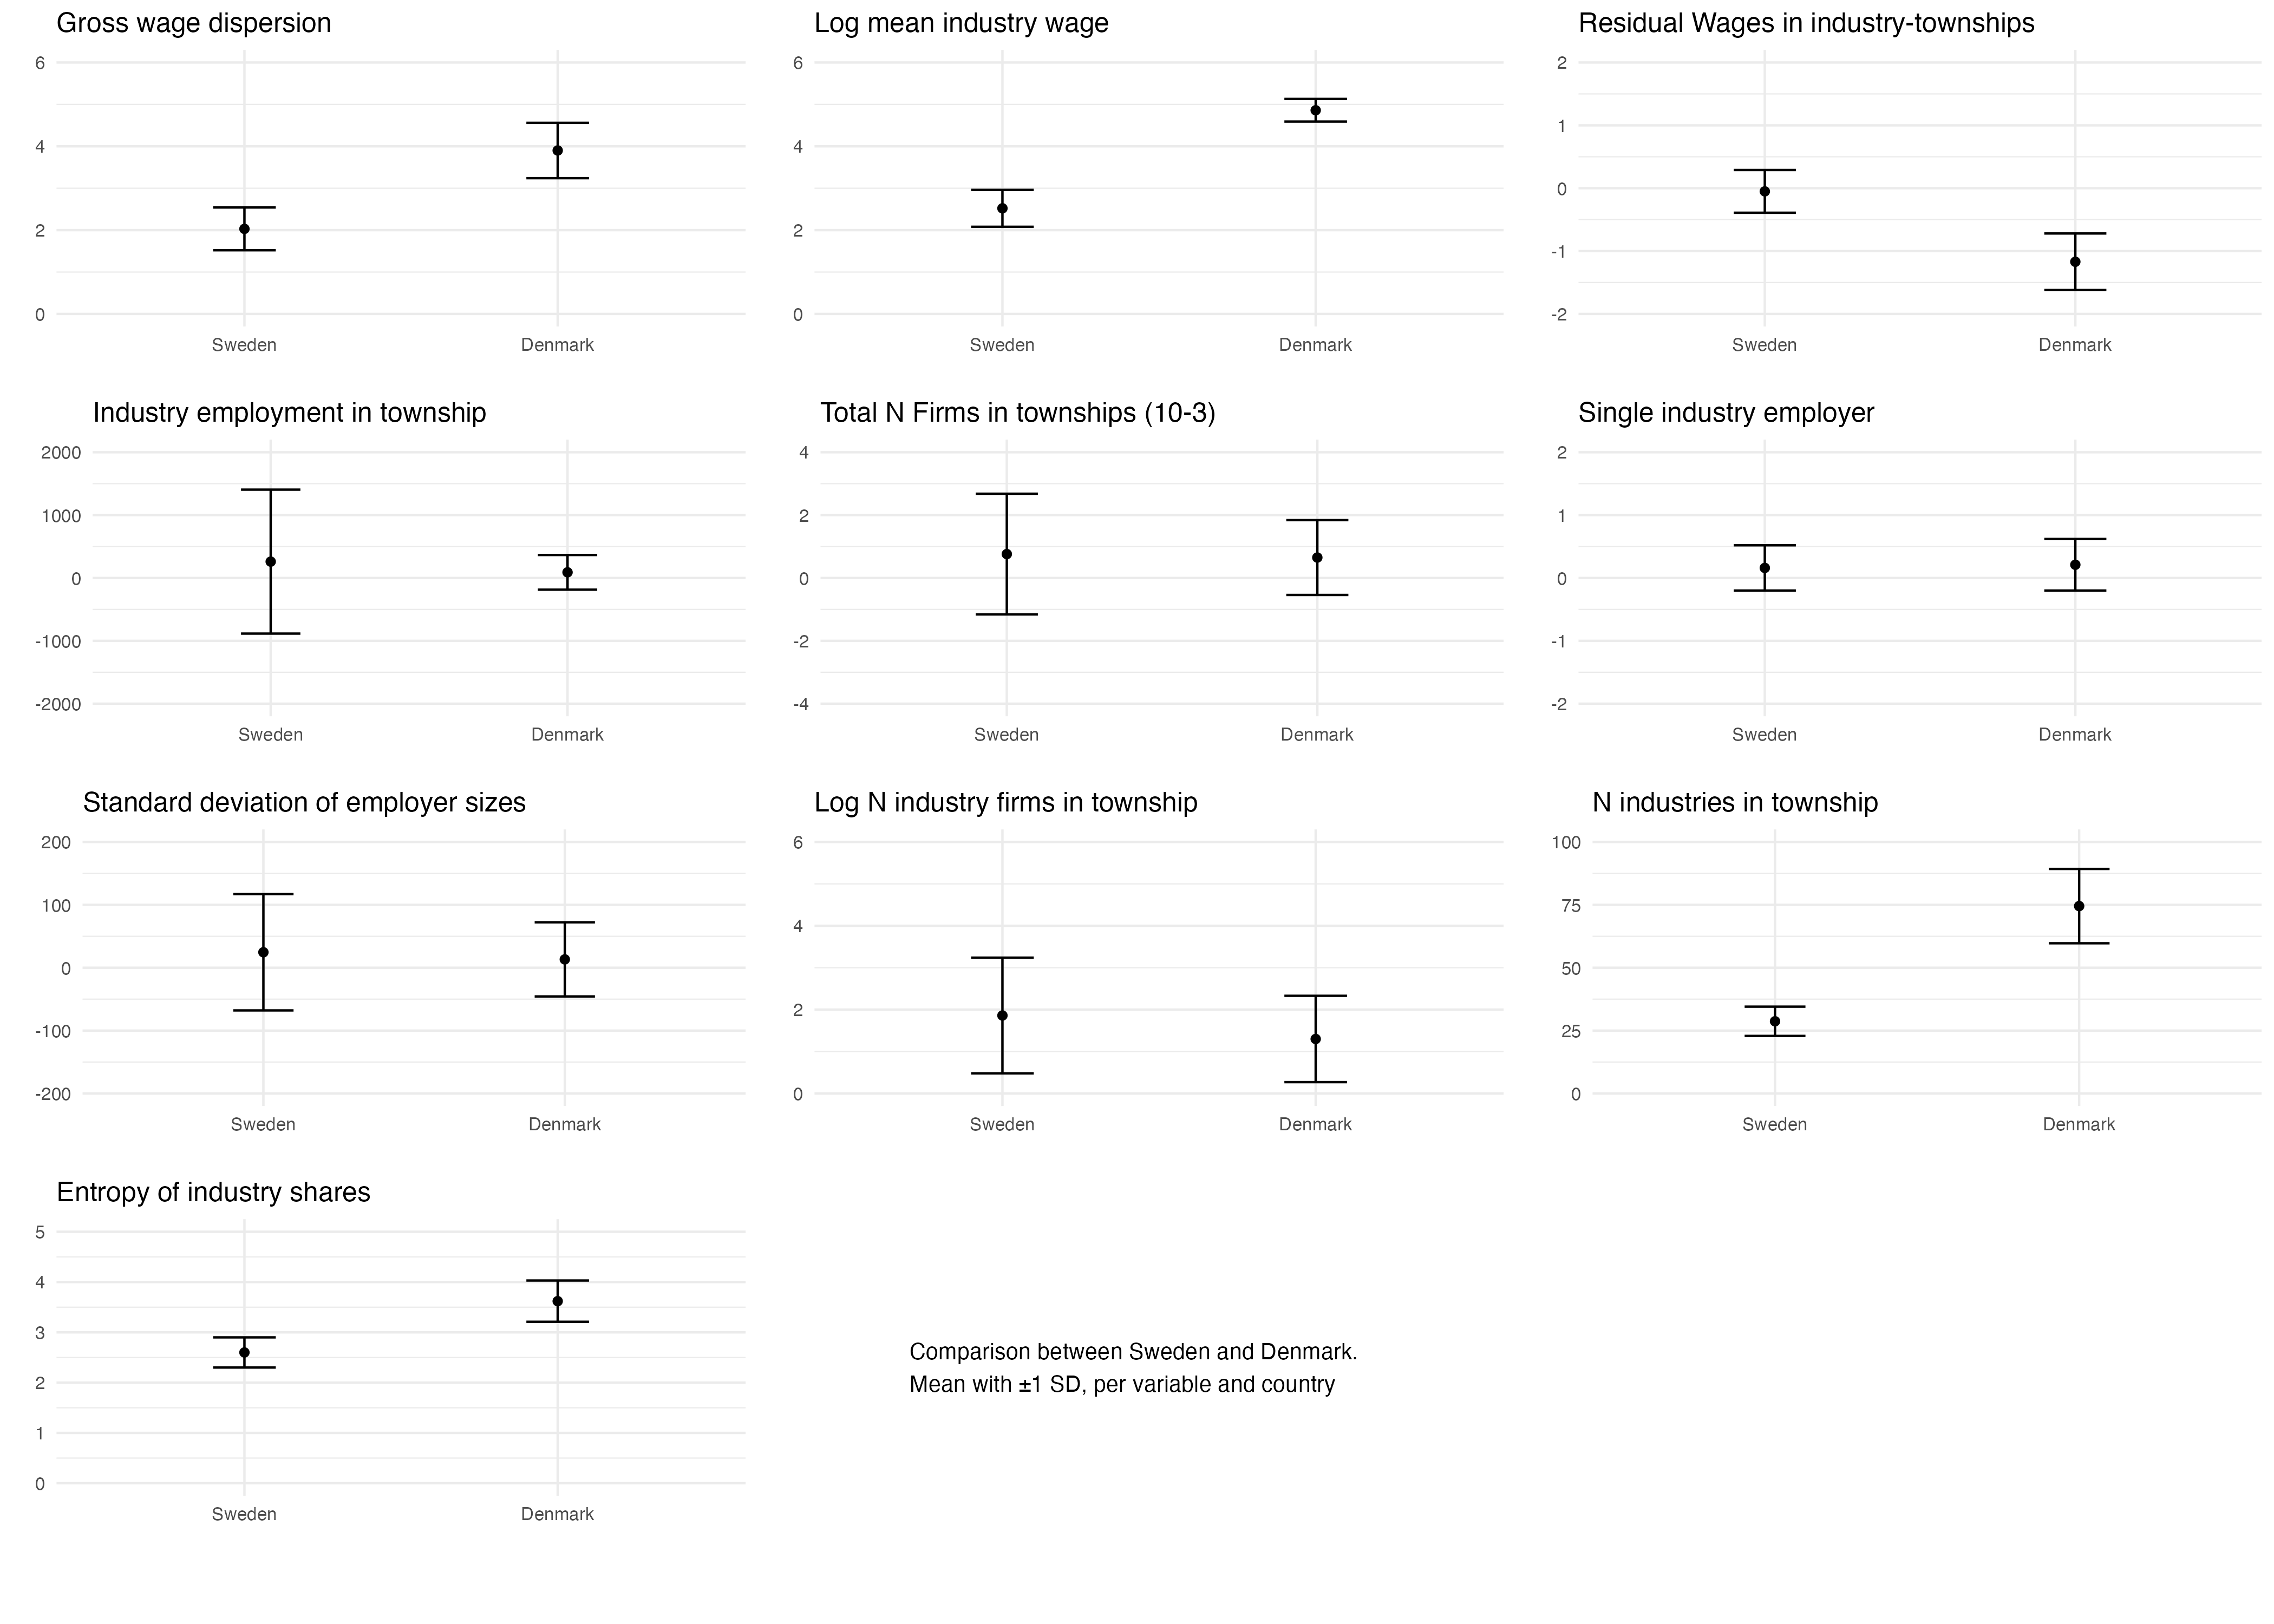 Gross wage dispersion
6
4
2
0
Sweden Denmark
Log mean industry wage
6
4
2
0
Sweden Denmark
Residual Wages in industry-townships
2
1
0
-1
-2
Sweden Denmark
Industry employment in township
2000
1000
0
-1000
-2000
Sweden Denmark
Total N Firms in townships (10-3)
4
2
0
-2
-4
Sweden Denmark
Single industry employer
2
1
0
-1
-2
Sweden Denmark
Standard deviation of employer sizes
200
100
0
-100
-200
Sweden Denmark
Log N industry firms in township
6
4
2
0
Sweden Denmark
N industries in township
100
75
50
25
0
Sweden Denmark
Entropy of industry shares
5
4
3
2
1
0
Sweden Denmark
Comparison between Sweden and Denmark.
Mean with ±1 SD, per variable and country